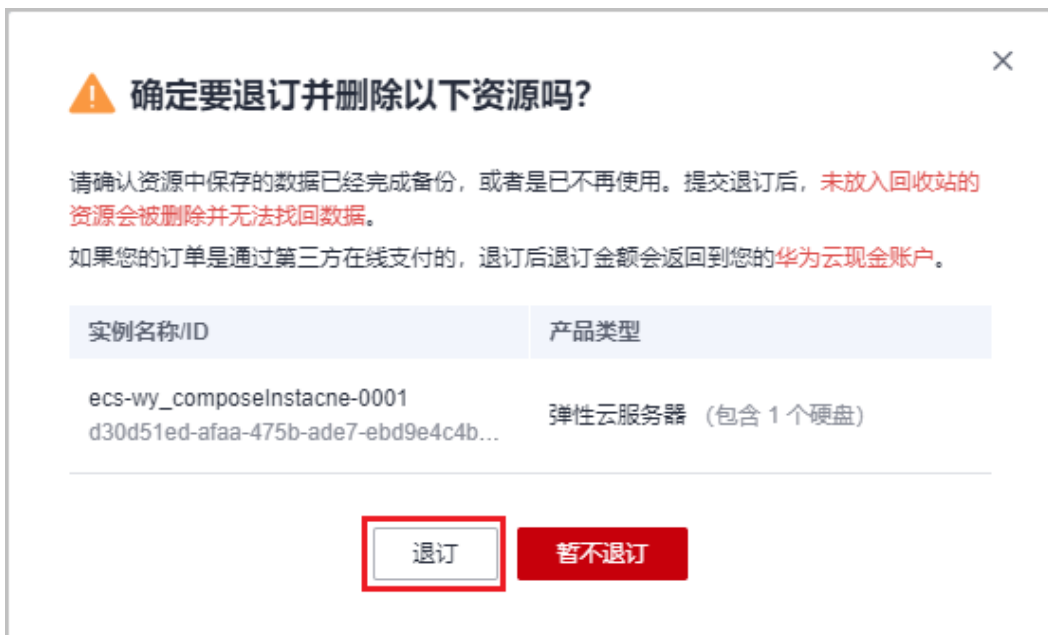 确定要退订并删除以下资源吗?
请确认资源中保存的数据已经完成备份，或者是已不再使用。提交退订后，未放入回收站的
资源会被删除并无法找回数据。
如果您的订单是通过第三方在线支付的，退订后退订金额会返回到您的华为云现金账户。
实例名称/ID 产品类型
ecs-wy_composeInstacne-0001
d30d51ed-afaa-475b-ade7-ebd9e4c4b...
弹性云服务器 (包含 1 个硬盘)
退订 暂不退订